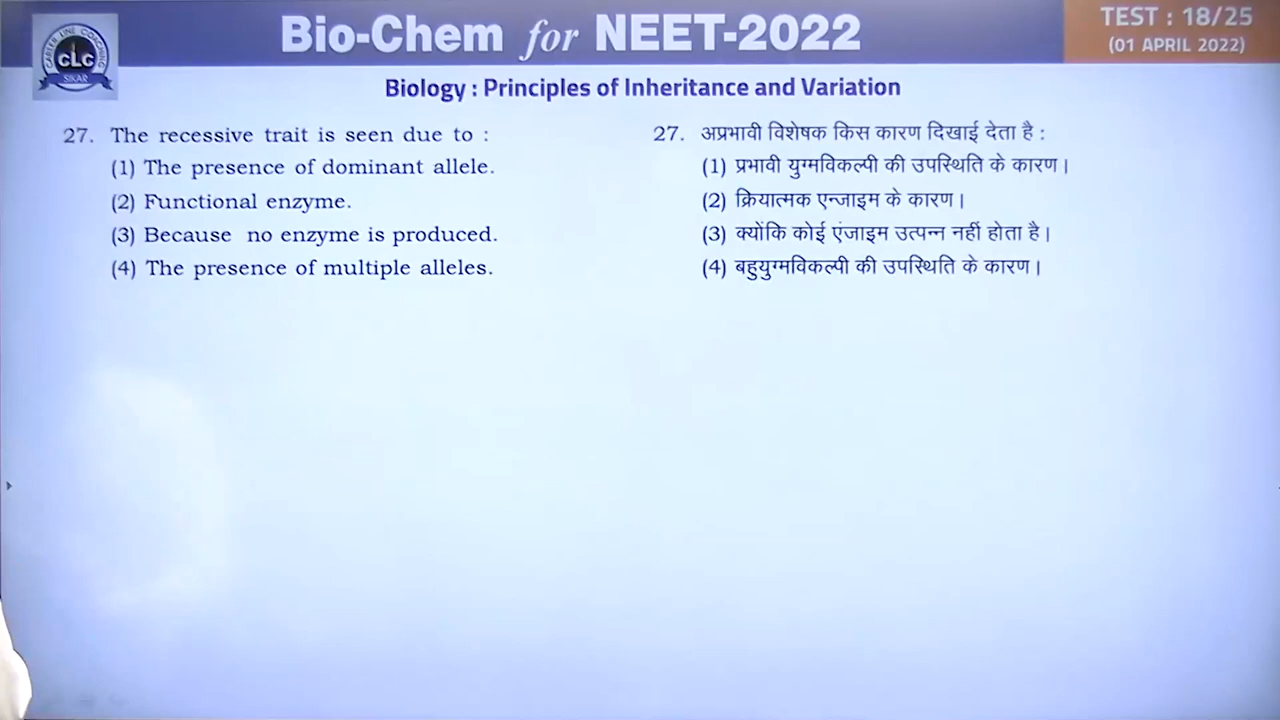 Bio-Chem for NEET-2022
TEST : 18/25
(01 APRIL 2022)
CAREER LINE COACHING
CLC
SIKAR
Biology : Principles of Inheritance and Variation
27. The recessive trait is seen due to :
(1) The presence of dominant allele.
(2) Functional enzyme.
(3) Because no enzyme is produced.
(4) The presence of multiple alleles.
27. अप्रभावी विशेषक किस कारण दिखाई देता है :
(1) प्रभावी युग्मविकल्पी की उपस्थिति के कारण।
(2) क्रियात्मक एन्जाइम के कारण।
(3) क्योंकि कोई एंजाइम उत्पन्न नहीं होता है।
(4) बहुयुग्मविकल्पी की उपस्थिति के कारण।